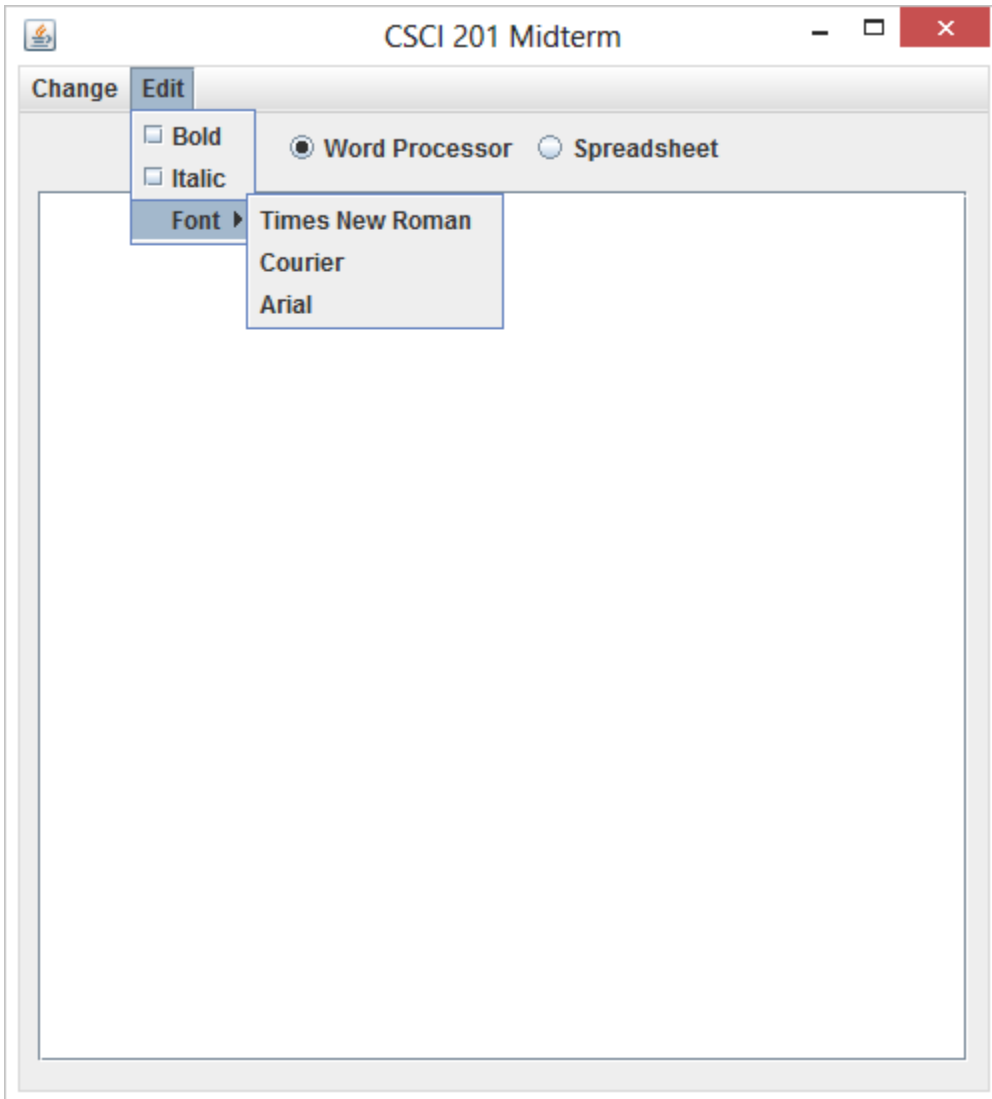 CSCI 201 Midterm
Change Edit
Bold
Word Processor Spreadsheet
Italic
Font
Times New Roman
Courier
Arial